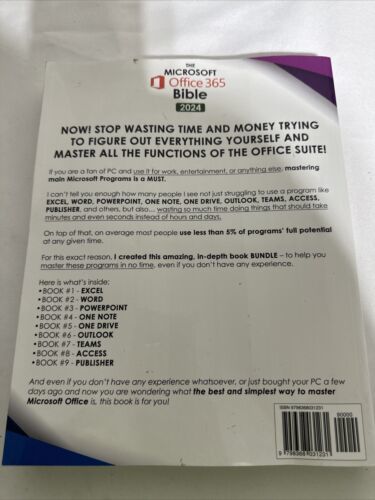 THE
MICROSOFT
Office 365
Bible
2024
NOW! STOP WASTING TIME AND MONEY TRYING
TO FIGURE OUT EVERYTHING YOURSELF AND
MASTER ALL THE FUNCTIONS OF THE OFFICE SUITE!
If you are a fan of PC and use it for work, entertainment, or anything else, mastering
main Microsoft Programs is a MUST.
I can't tell you enough how many people I see not just struggling to use a program like
EXCEL, WORD, POWERPOINT, ONE NOTE, ONE DRIVE, OUTLOOK, TEAMS, ACCESS,
PUBLISHER, and others, but also... wasting so much time doing things that should take
minutes and even seconds instead of hours and days.
On top of that, on average most people use less than 5% of programs' full potential
at any given time.
For this exact reason, I created this amazing, in-depth book BUNDLE – to help you
master these programs in no time, even if you don't have any experience.
Here is what's inside:
•BOOK #1 - EXCEL
•BOOK #2 - WORD
•BOOK #3 - POWERPOINT
•BOOK #4 - ONE NOTE
•BOOK #5 - ONE DRIVE
•BOOK #6 - OUTLOOK
•BOOK #7 - TEAMS
•BOOK #8 - ACCESS
•BOOK #9 - PUBLISHER
And even if you don't have any experience whatsoever, or just bought your PC a few
days ago and now you are wondering what the best and simplest way to master
Microsoft Office is, this book is for you!
ISBN 9798368031231
90000
9 798368 031231